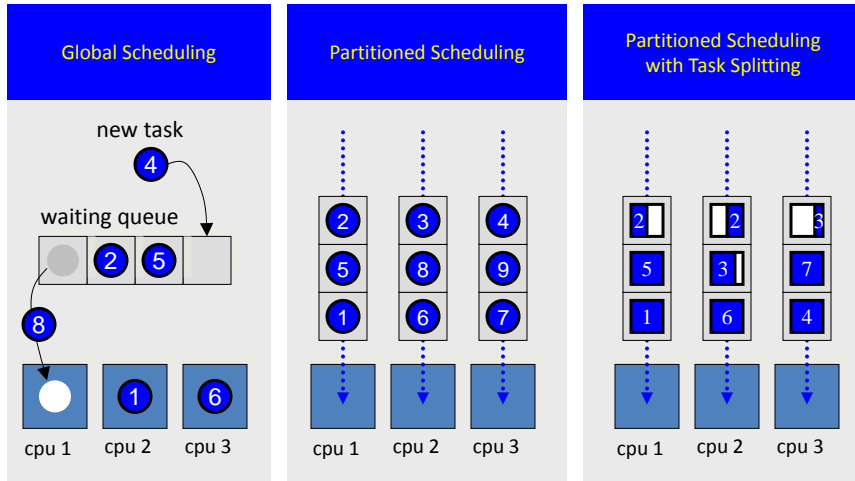 Global Scheduling
new task
4
waiting queue
2 5
8
1 6
cpu 1 cpu 2 cpu 3
Partitioned Scheduling
2 3 4
5 8 9
1 6 7
cpu 1 cpu 2 cpu 3
Partitioned Scheduling
with Task Splitting
2 2 3
5 3 7
1 6 4
cpu 1 cpu 2 cpu 3